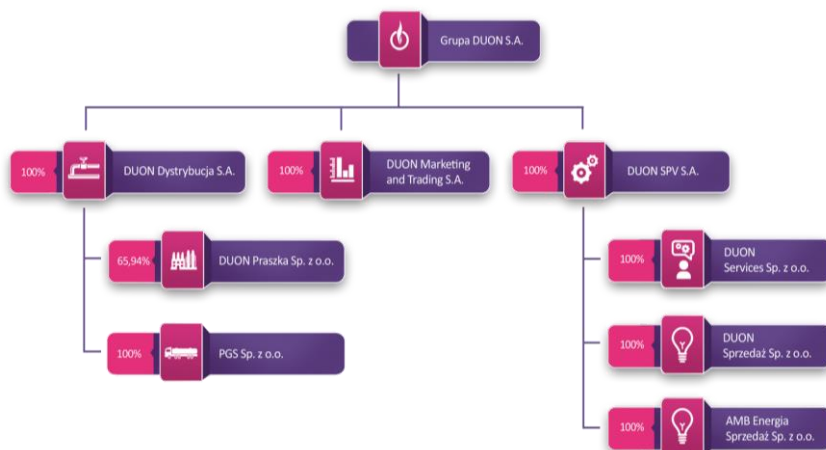 Grupa DUON S.A.
100%
DUON Dystrybucja S.A.
100%
DUON Marketing
and Trading S.A.
100%
DUON SPV S.A.
65,94%
DUON Praszka Sp. z o.o.
100%
DUON
Services Sp. z o.o.
100%
PGS Sp. z o.o.
100%
DUON
Sprzedaż Sp. z o.o.
100%
AMB Energia
Sprzedaż Sp. z o.o.